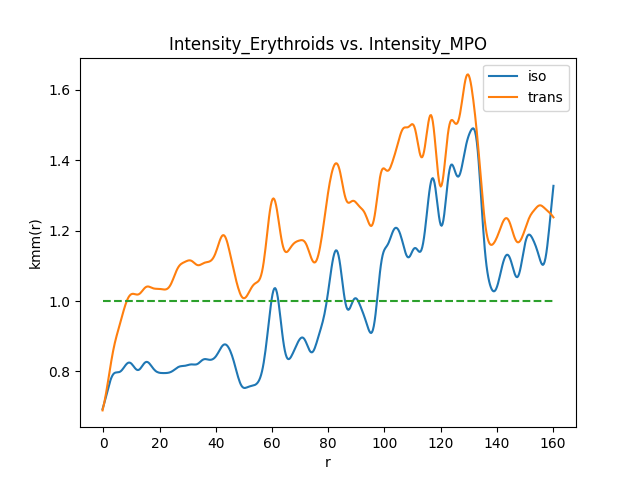 Intensity_Erythroids vs. Intensity_MPO
iso
trans
kmm(r)
1.6
1.4
1.2
1.0
0.8
0 20 40 60 80 100 120 140 160
r